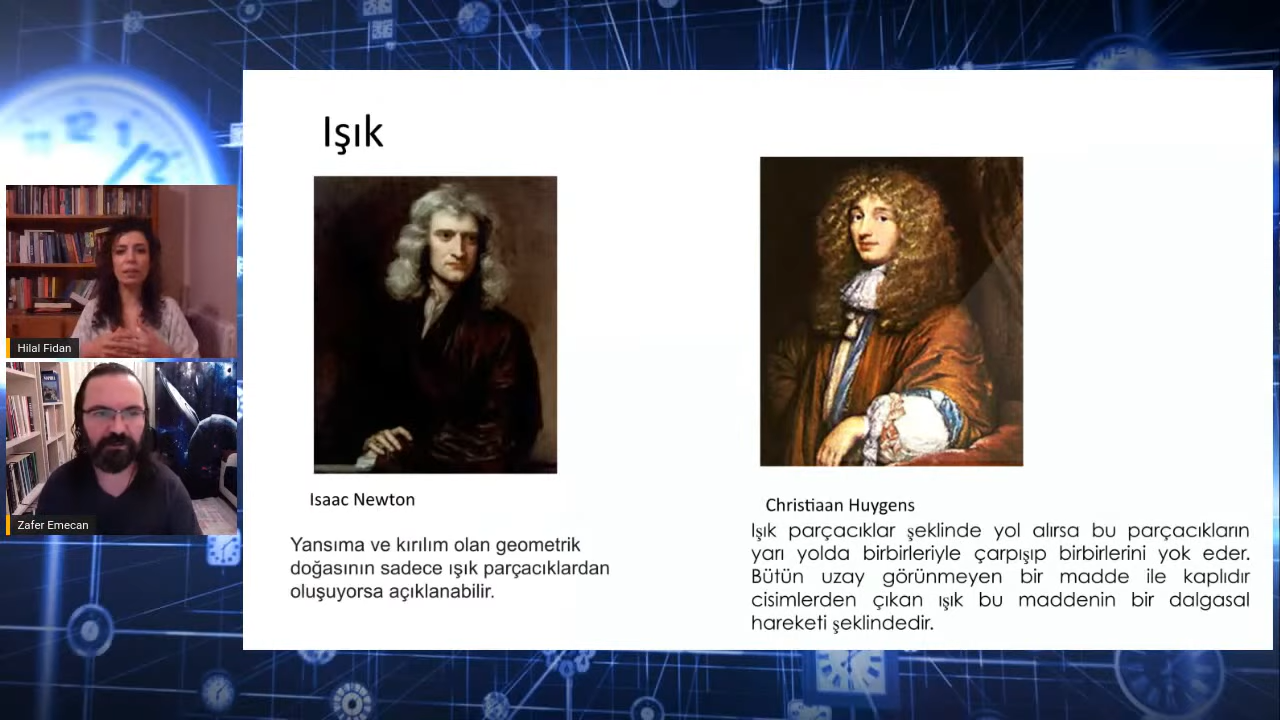 Işık
Hilal Fidan
Zafer Emecan
Isaac Newton
Yansıma ve kırılım olan geometrik
doğasının sadece ışık parçacıklardan
oluşuyorsa açıklanabilir.
Christiaan Huygens
Işık parçacıklar şeklinde yol alırsa bu parçacıkların
yarı yolda birbirleriyle çarpışıp birbirlerini yok eder.
Bütün uzay görünmeyen bir madde ile kaplıdır
cisimlerden çıkan ışık bu maddenin bir dalgasal
hareketi şeklindedir.